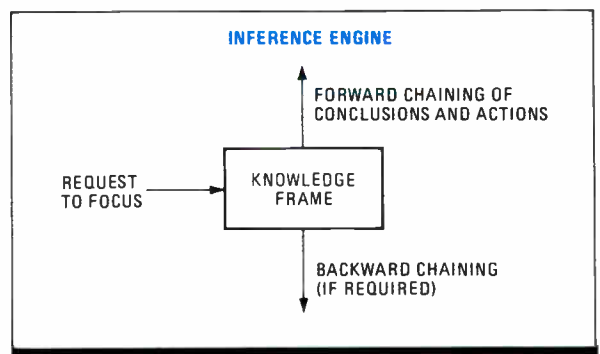 INFERENCE ENGINE
FORWARD CHAINING OF
CONCLUSIONS AND ACTIONS
REQUEST
TO FOCUS
KNOWLEDGE
FRAME
BACKWARD CHAINING
(IF REQUIRED)